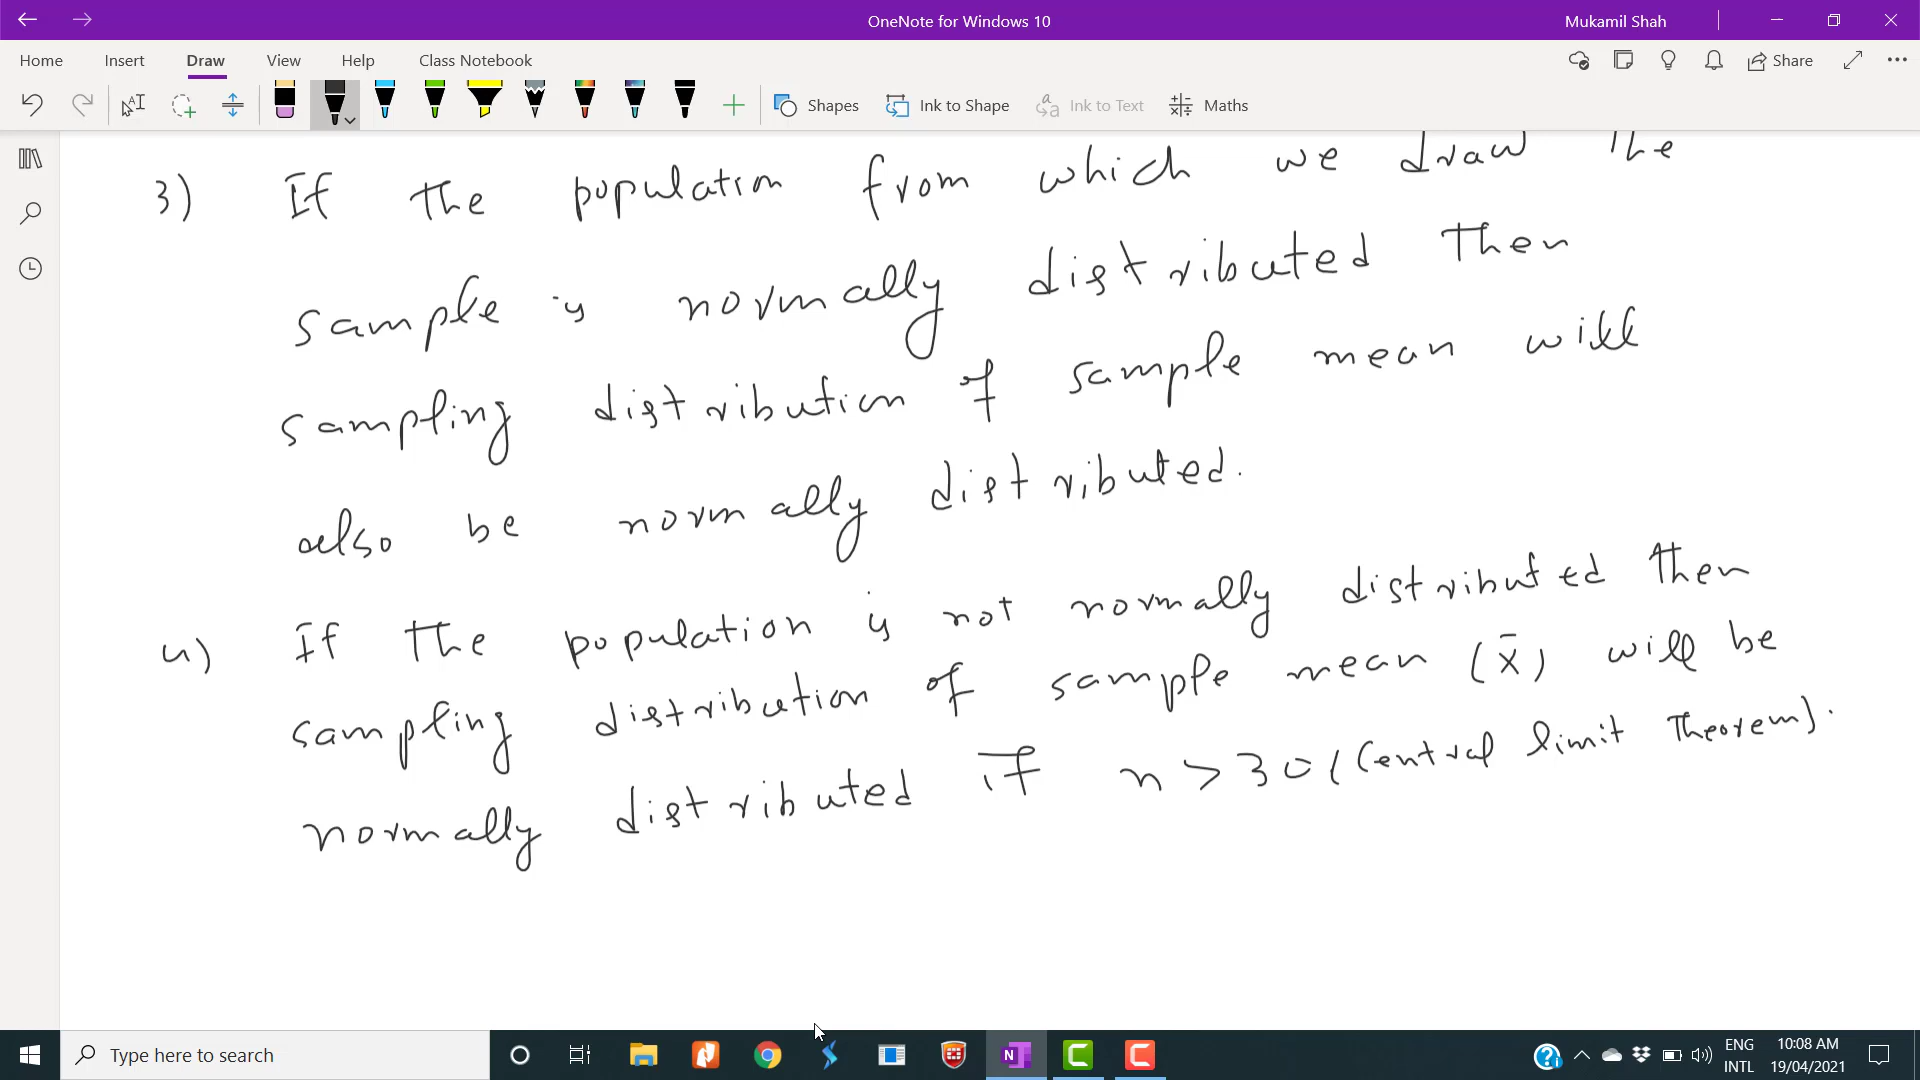 OneNote for Windows 10
Mukamil Shah
Home Insert Draw View Help Class Notebook
Share
Shapes Ink to Shape Ink to Text Maths
3) If the population from which we draw the
sample is normally distributed then
sampling distribution of sample mean will
also be normally distributed.
4) If the population is not normally distributed then
sampling distribution of sample mean (x̄) will be
normally distributed if n > 30 (Central limit Theorem).
Type here to search
ENG
INTL
10:08 AM
19/04/2021